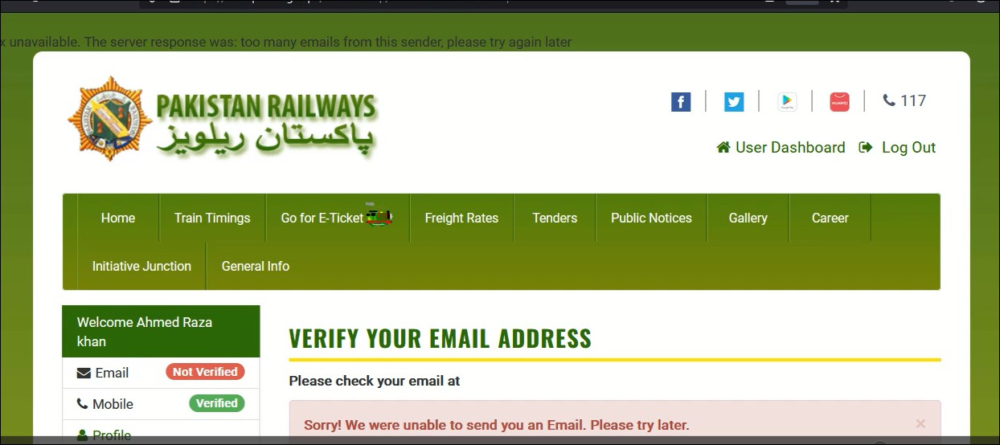 x unavailable. The server response was: too many emails from this sender, please try again later
PAKISTAN RAILWAYS
پاکستان ریلویز
117
User Dashboard
Log Out
Home
Train Timings
Go for E-Ticket
Freight Rates
Tenders
Public Notices
Gallery
Career
Initiative Junction
General Info
Welcome Ahmed Raza
khan
Email
Not Verified
Mobile
Verified
Profile
VERIFY YOUR EMAIL ADDRESS
Please check your email at
Sorry! We were unable to send you an Email. Please try later.
×